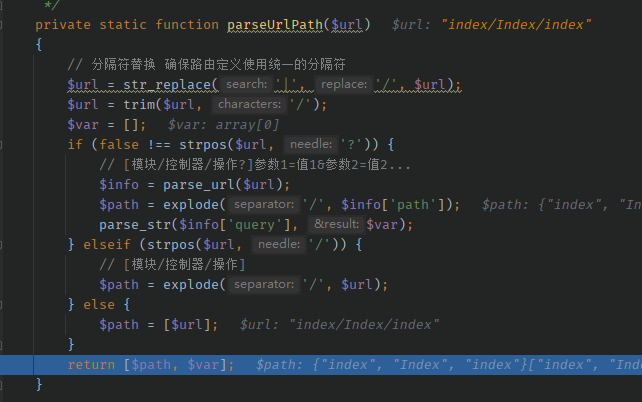 */
private static function parseUrlPath($url)  $url: "index/Index/index"
{
// 分隔符替换 确保路由定义使用统一的分隔符
$url = str_replace( search: '|', replace: '/', $url);
$url = trim($url, characters: '/');
$var = [];  $var: array[0]
if (false !== strpos($url, needle: '?')) {
// [模块/控制器/操作?]参数1=值1&参数2=值2...
$info = parse_url($url);
$path = explode( separator: '/', $info['path']);  $path: {"index", "In
parse_str($info['query'], &result: $var);
} elseif (strpos($url, needle: '/')) {
// [模块/控制器/操作]
$path = explode( separator: '/', $url);
} else {
$path = [$url];  $url: "index/Index/index"
}
return [$path, $var];  $path: {"index", "Index", "index"}["index", "Inde
}